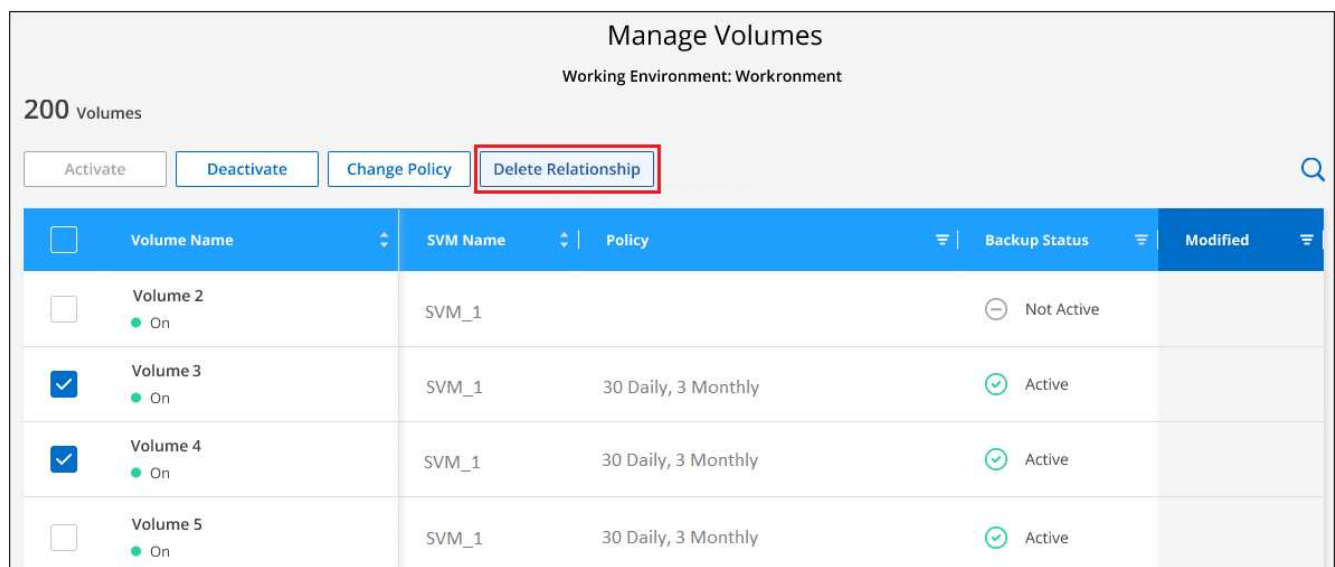 Manage Volumes
Working Environment: Workronment
200 Volumes
Activate Deactivate Change Policy Delete Relationship
Volume Name SVM Name Policy Backup Status Modified
Volume 2
On
SVM_1 Not Active
Volume 3
On
SVM_1 30 Daily, 3 Monthly Active
Volume 4
On
SVM_1 30 Daily, 3 Monthly Active
Volume 5
On
SVM_1 30 Daily, 3 Monthly Active